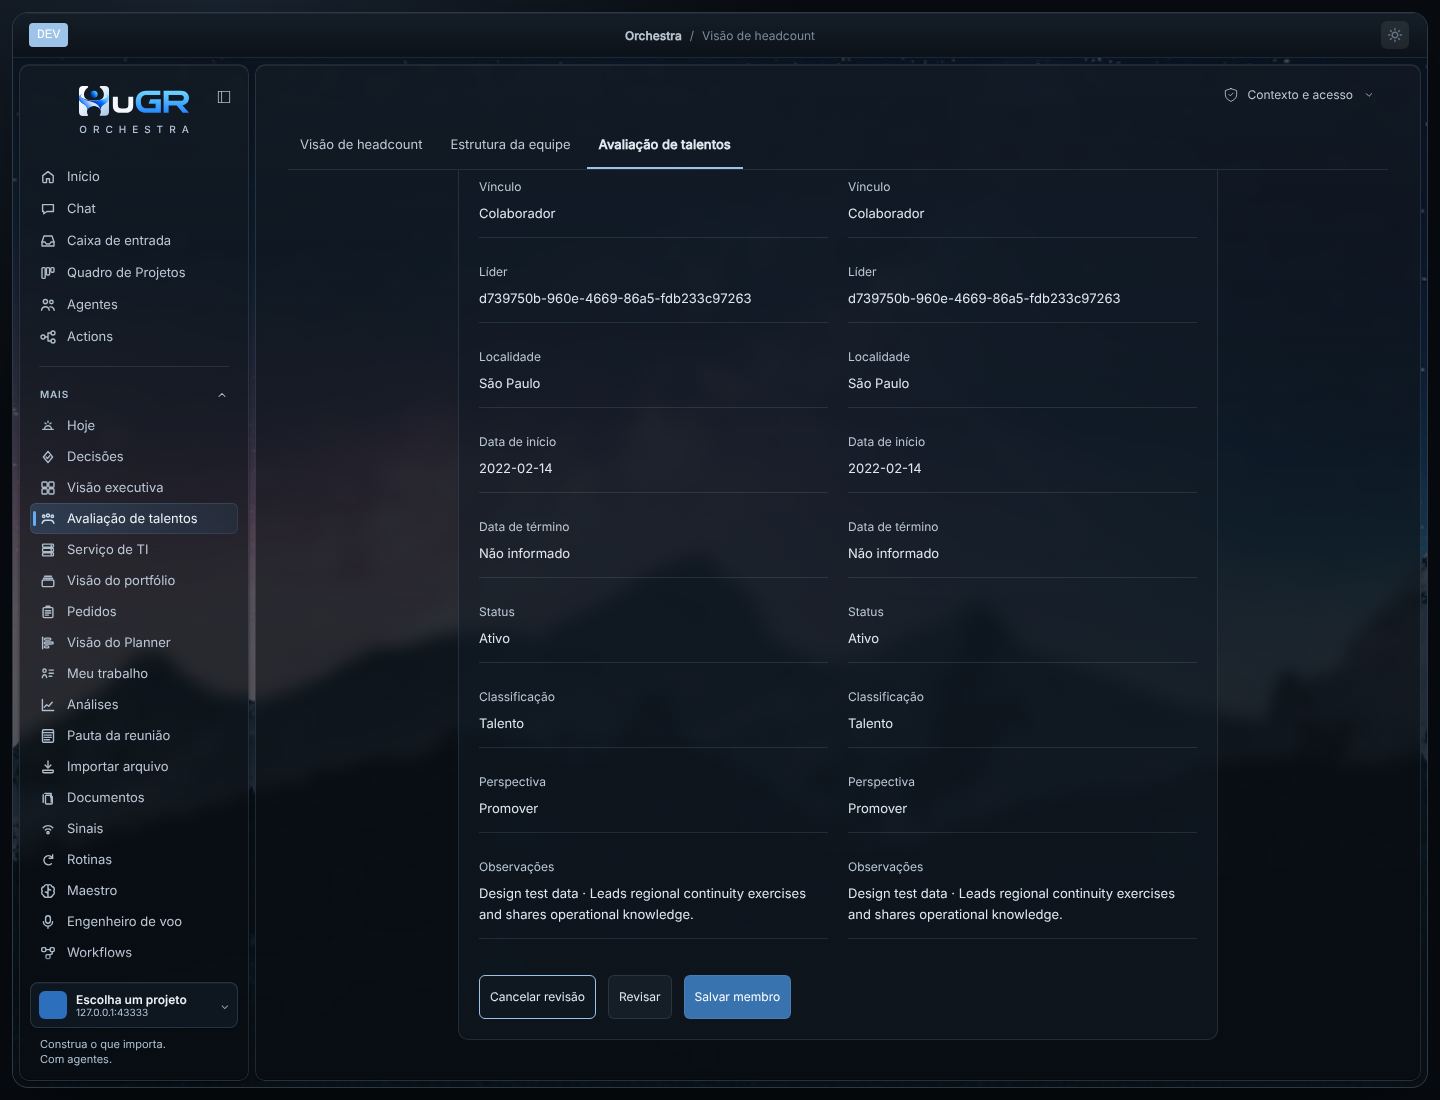 DEV
Orchestra / Visão de headcount
HuGR
ORCHESTRA
Contexto e acesso
Visão de headcount
Estrutura da equipe
Avaliação de talentos
Início
Chat
Caixa de entrada
Quadro de Projetos
Agentes
Actions
MAIS
Hoje
Decisões
Visão executiva
Avaliação de talentos
Serviço de TI
Visão do portfólio
Pedidos
Visão do Planner
Meu trabalho
Análises
Pauta da reunião
Importar arquivo
Documentos
Sinais
Rotinas
Maestro
Engenheiro de voo
Workflows
Escolha um projeto
127.0.0.1:43333
Construa o que importa.
Com agentes.
Vínculo
Colaborador
Líder
d739750b-960e-4669-86a5-fdb233c97263
Localidade
São Paulo
Data de início
2022-02-14
Data de término
Não informado
Status
Ativo
Classificação
Talento
Perspectiva
Promover
Observações
Design test data · Leads regional continuity exercises
and shares operational knowledge.
Vínculo
Colaborador
Líder
d739750b-960e-4669-86a5-fdb233c97263
Localidade
São Paulo
Data de início
2022-02-14
Data de término
Não informado
Status
Ativo
Classificação
Talento
Perspectiva
Promover
Observações
Design test data · Leads regional continuity exercises
and shares operational knowledge.
Cancelar revisão
Revisar
Salvar membro